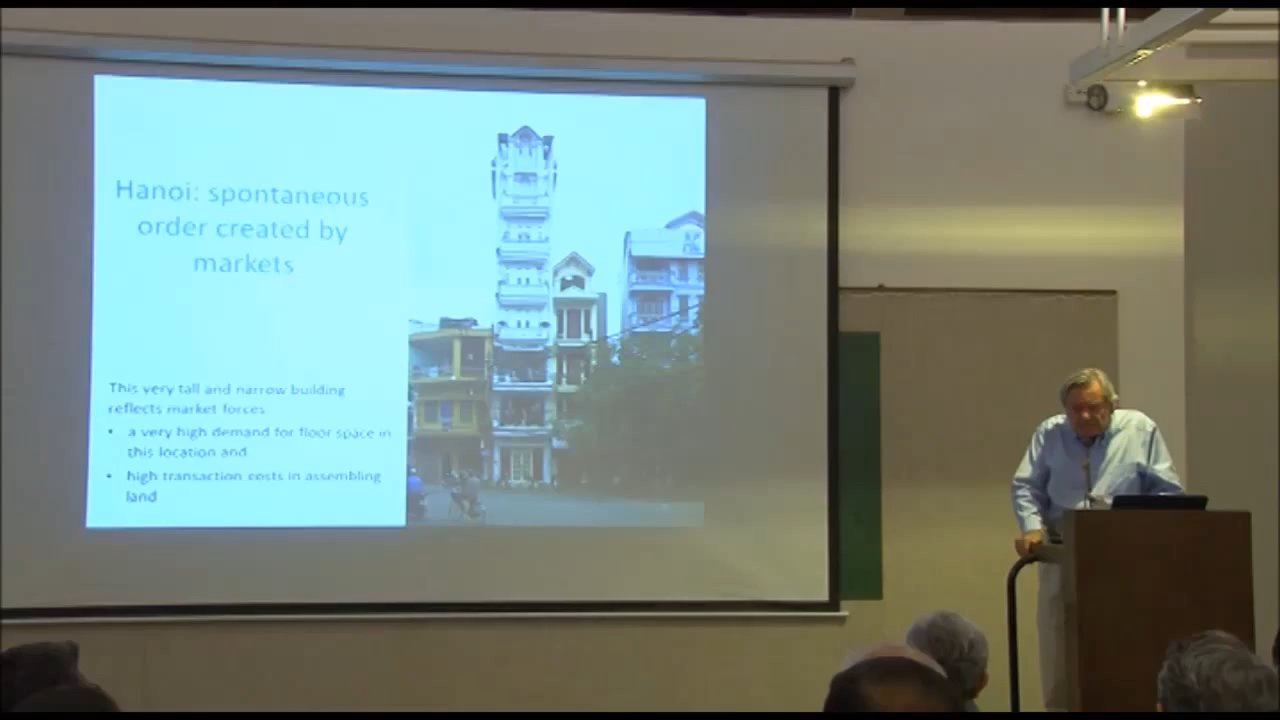 Hanoi: spontaneous
order created by
markets
This very tall and narrow building
reflects market forces
• a very high demand for floor space in
this location and
• high transaction costs in assembling
land